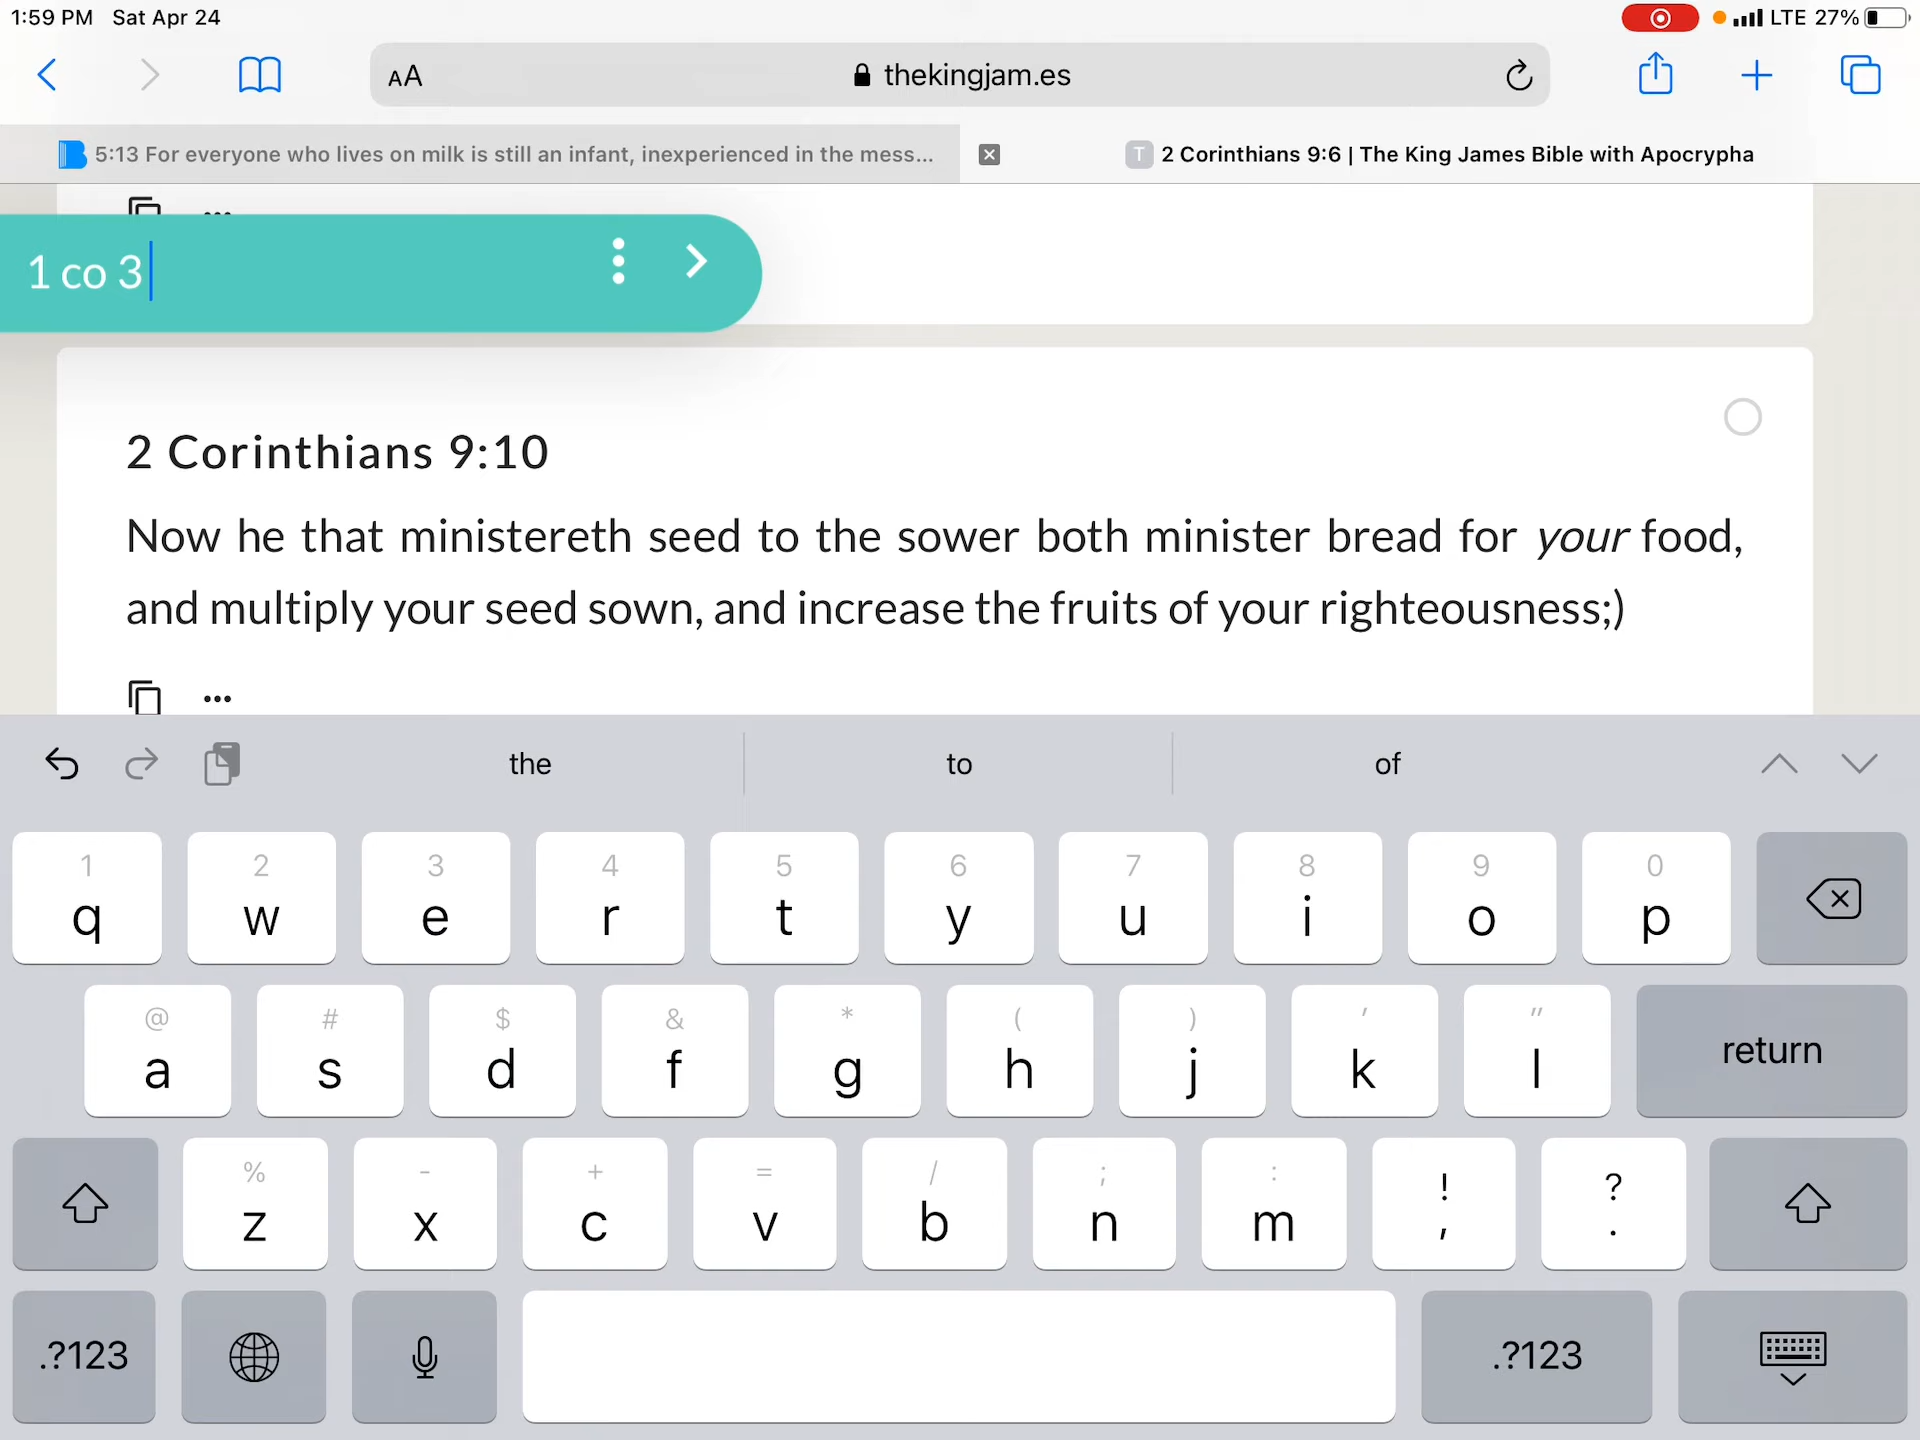 1:59 PM Sat Apr 24
LTE 27%
AA
thekingjam.es
5:13 For everyone who lives on milk is still an infant, inexperienced in the mess...
T 2 Corinthians 9:6 | The King James Bible with Apocrypha
1 co 3
2 Corinthians 9:10
Now he that ministereth seed to the sower both minister bread for your food,
and multiply your seed sown, and increase the fruits of your righteousness;)
the to of
1 2 3 4 5 6 7 8 9 0
q w e r t y u i o p
@ # $ & * ( ) ' "
a s d f g h j k l return
% - + = / ; : ! ?
z x c v b n m , .
.?123 .?123